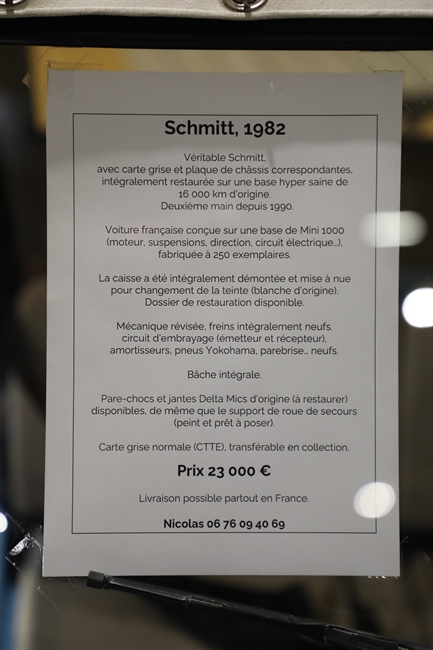 Schmitt, 1982
Véritable Schmitt,
avec carte grise et plaque de châssis correspondantes,
intégralement restaurée sur une base hyper saine de
16 000 km d'origine.
Deuxième main depuis 1990.
Voiture française conçue sur une base de Mini 1000
(moteur, suspensions, direction, circuit électrique...),
fabriquée à 250 exemplaires.
La caisse a été intégralement démontée et mise à nue
pour changement de la teinte (blanche d'origine).
Dossier de restauration disponible.
Mécanique révisée, freins intégralement neufs.
circuit d'embrayage (émetteur et récepteur),
amortisseurs, pneus Yokohama, parebrise... neufs.
Bâche intégrale.
Pare-chocs et jantes Delta Mics d'origine (à restaurer)
disponibles, de même que le support de roue de secours
(peint et prêt à poser).
Carte grise normale (CTTE), transférable en collection.
Prix 23 000 €
Livraison possible partout en France.
Nicolas 06 76 09 40 69